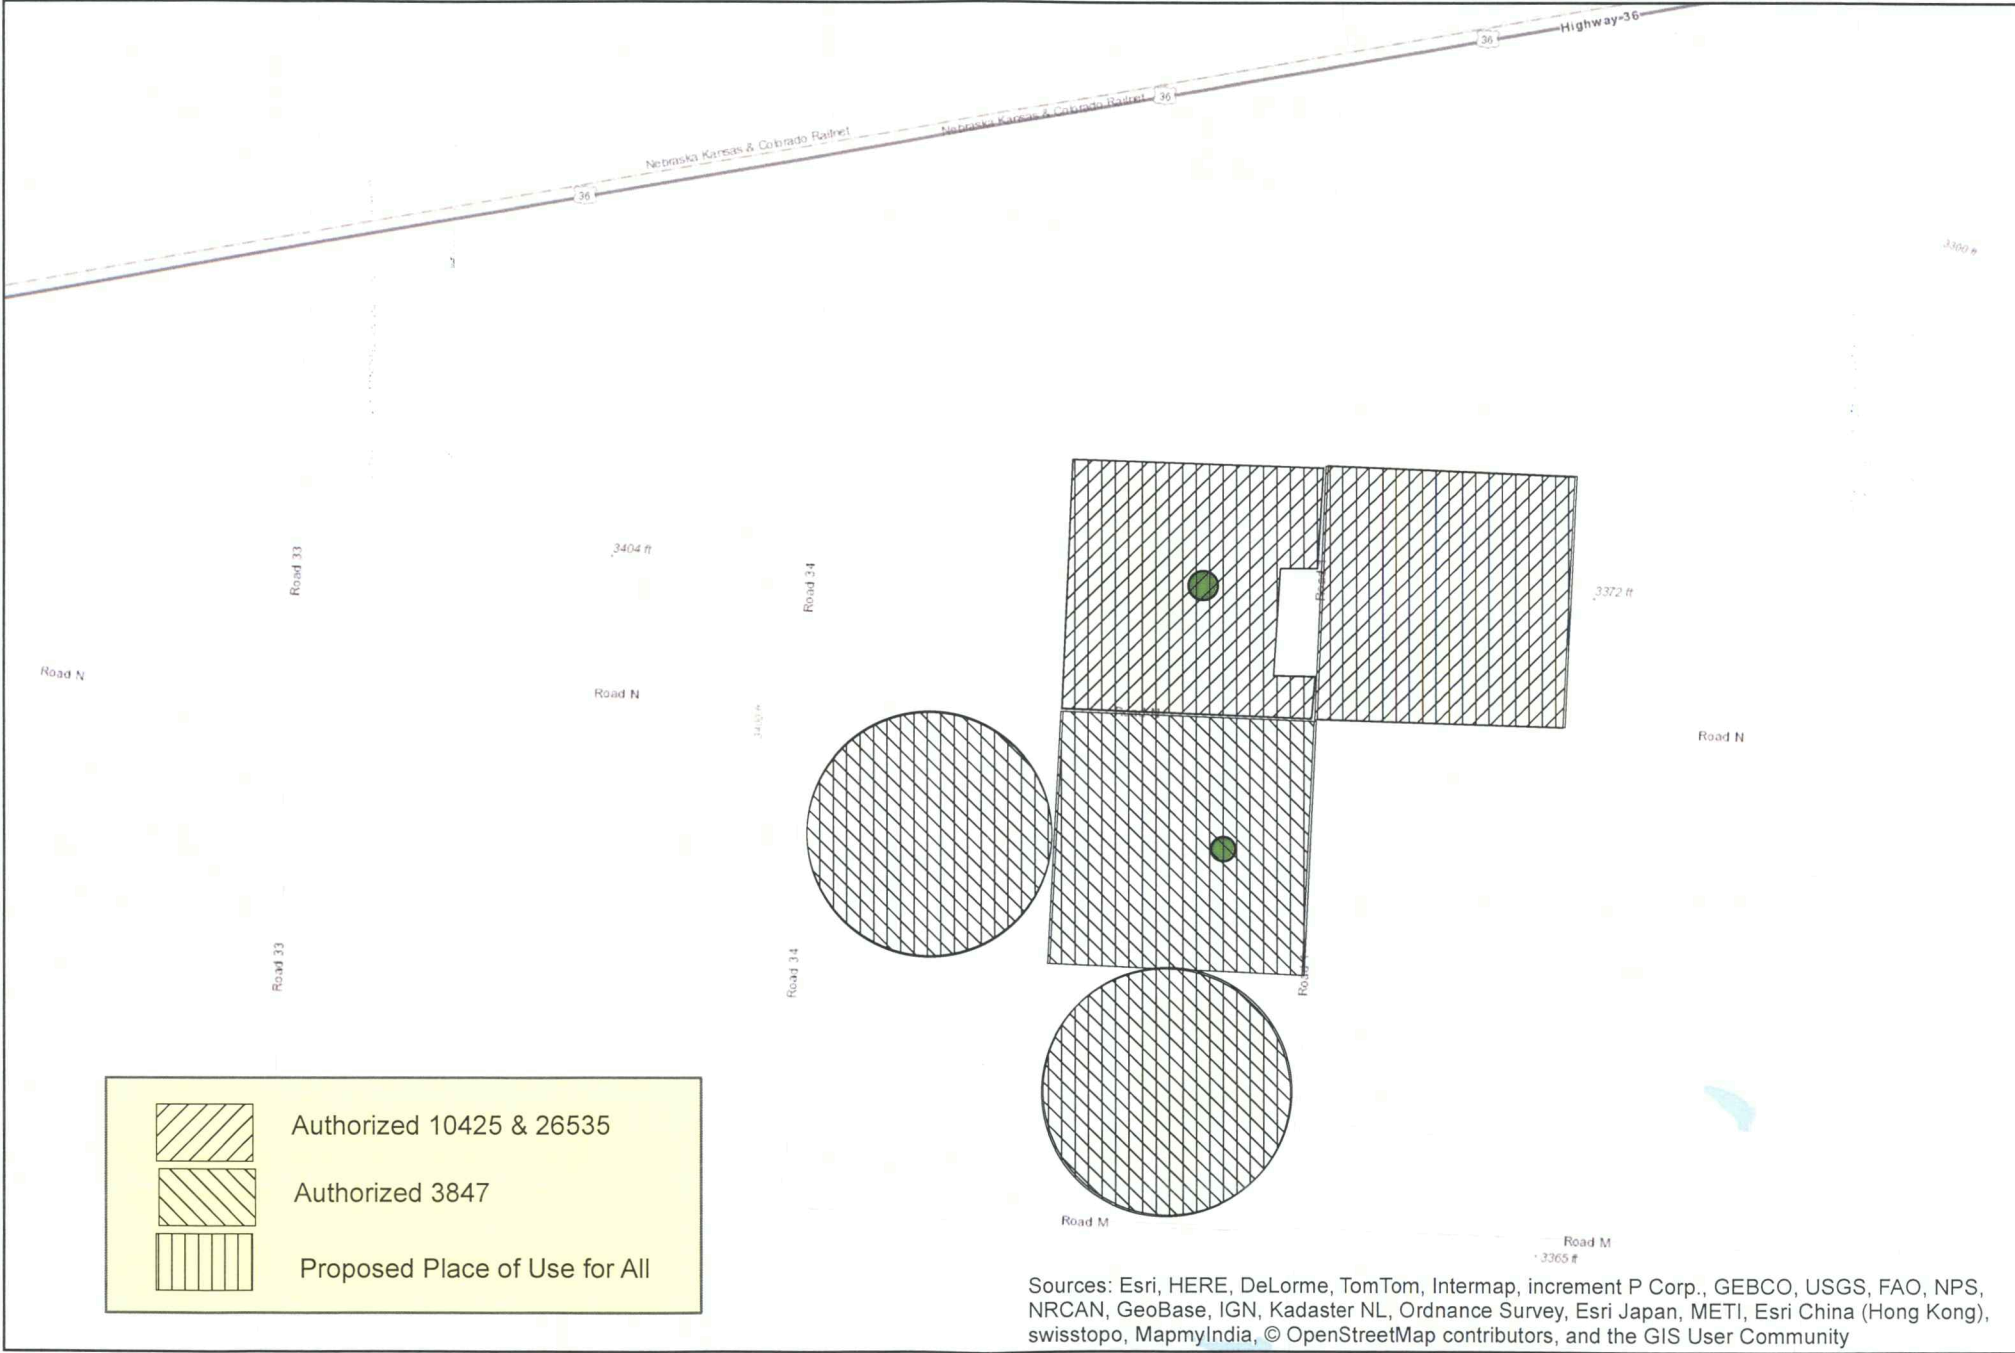 Highway-36
36
36
Nebraska Kansas & Colorado Railnet
Nebraska Kansas & Colorado Railnet
36
3300 ft
Road 33
3404 ft
Road 34
3372 ft
Road N
Road N
Road N
Road 33
Road 34
Road M
Road M
3365 ft
Authorized 10425 & 26535
Authorized 3847
Proposed Place of Use for All
Sources: Esri, HERE, DeLorme, TomTom, Intermap, increment P Corp., GEBCO, USGS, FAO, NPS,
NRCAN, GeoBase, IGN, Kadaster NL, Ordnance Survey, Esri Japan, METI, Esri China (Hong Kong),
swisstopo, MapmyIndia, © OpenStreetMap contributors, and the GIS User Community